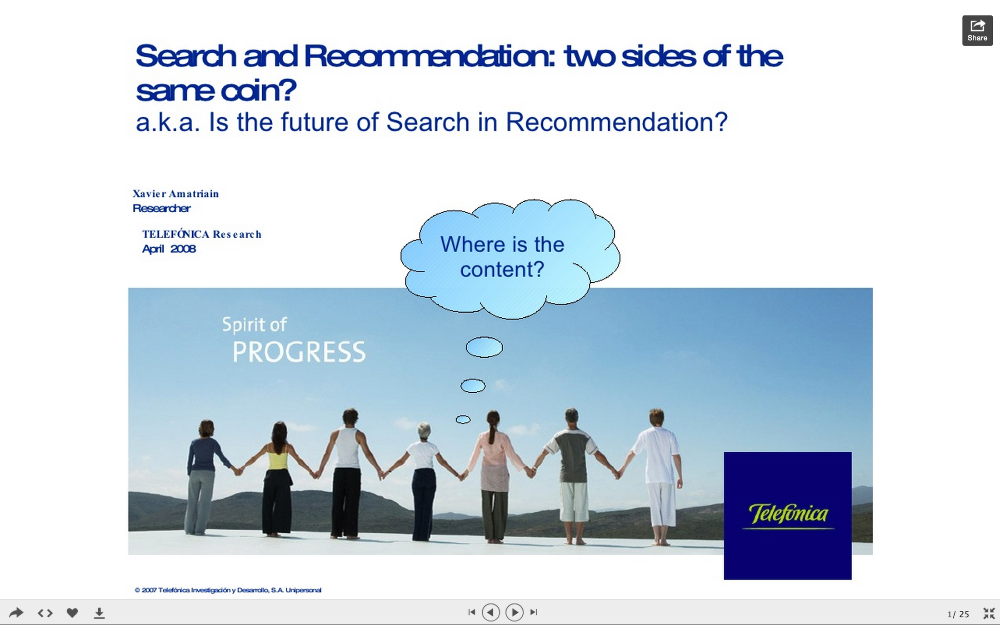 Share
Search and Recommendation: two sides of the
same coin?
a.k.a. Is the future of Search in Recommendation?
Xavier Amatriain
Researcher
TELEFÓNICA Research
April 2008
Where is the
content?
Spirit of
PROGRESS
Telefónica
© 2007 Telefónica Investigación y Desarrollo, S.A. Unipersonal
1/ 25